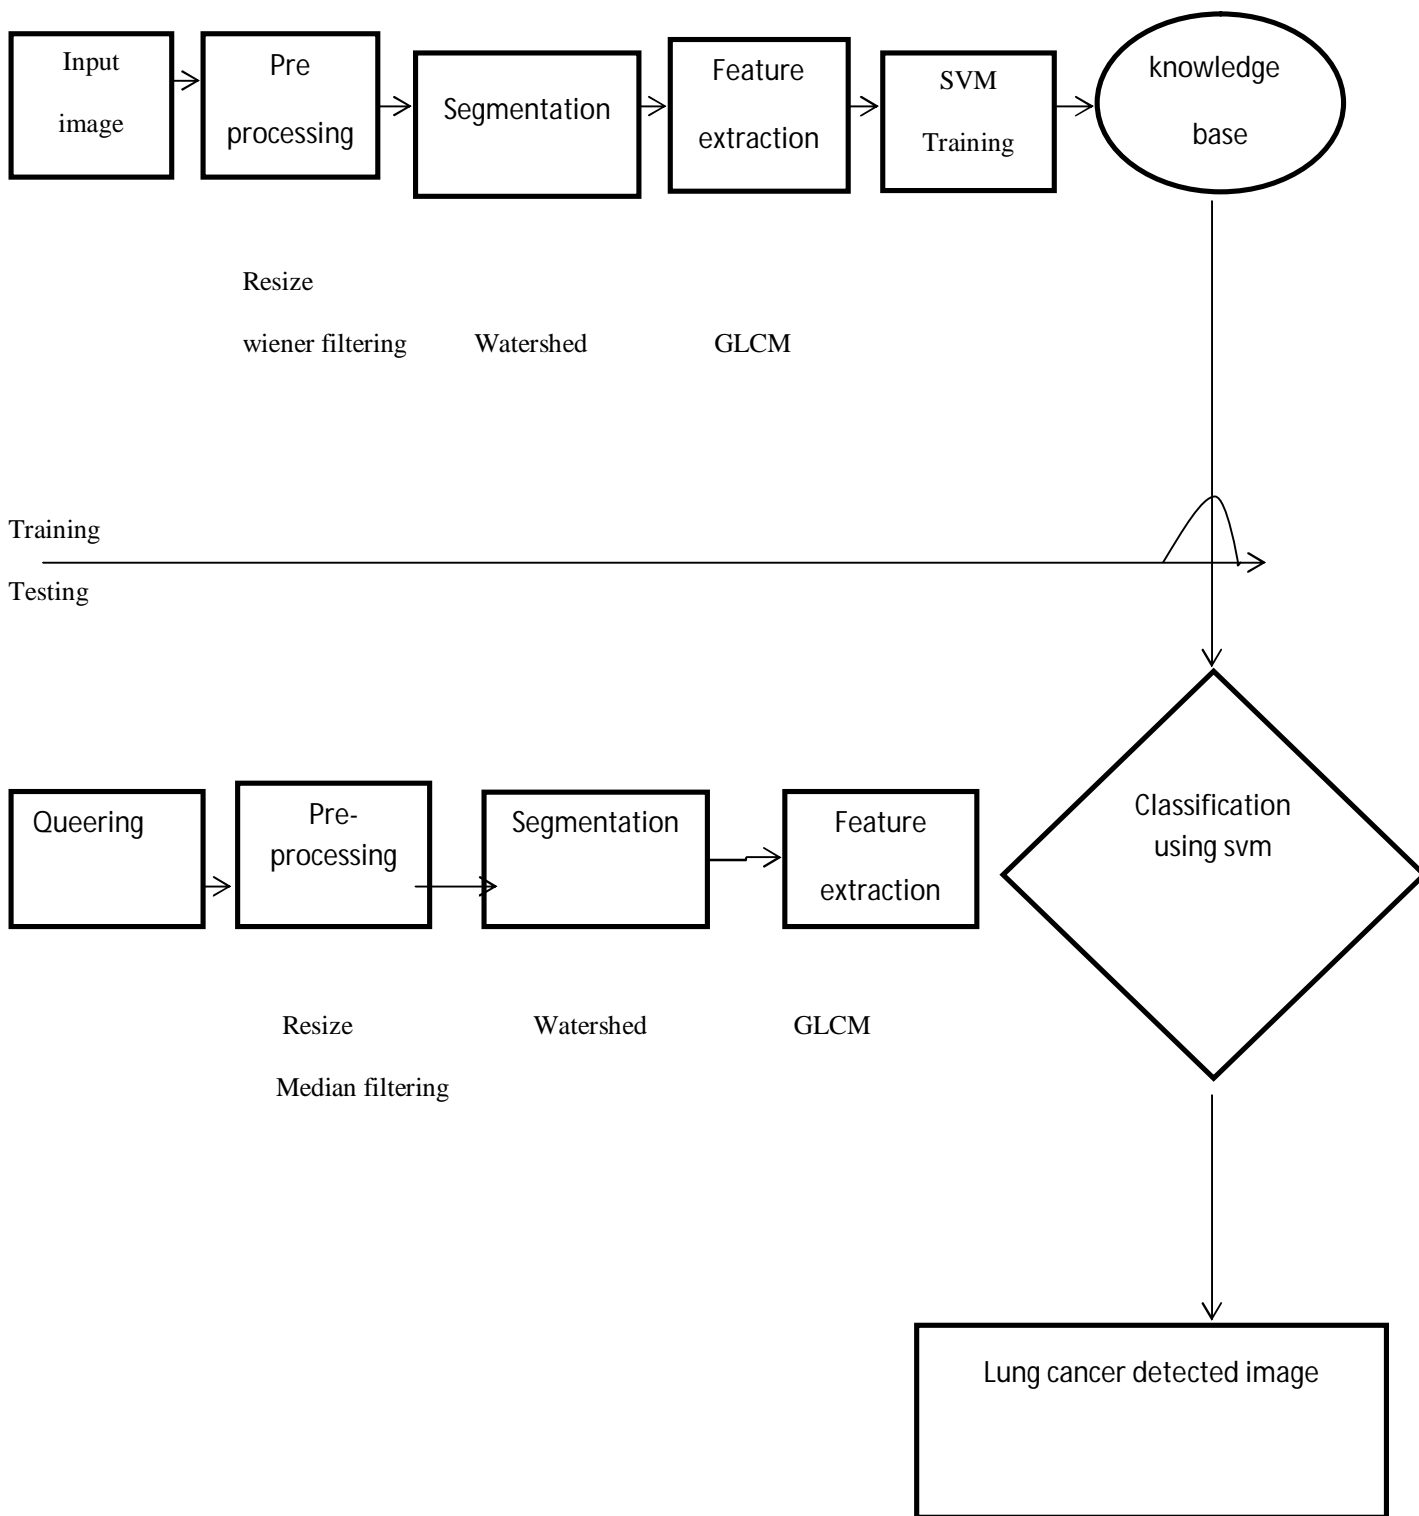 Input
image
Pre
processing
Segmentation
Feature
extraction
SVM
Training
knowledge
base
Resize
wiener filtering
Watershed
GLCM
Training
Testing
Queering
Pre-
processing
Segmentation
Feature
extraction
Classification
using svm
Resize
Median filtering
Watershed
GLCM
Lung cancer detected image